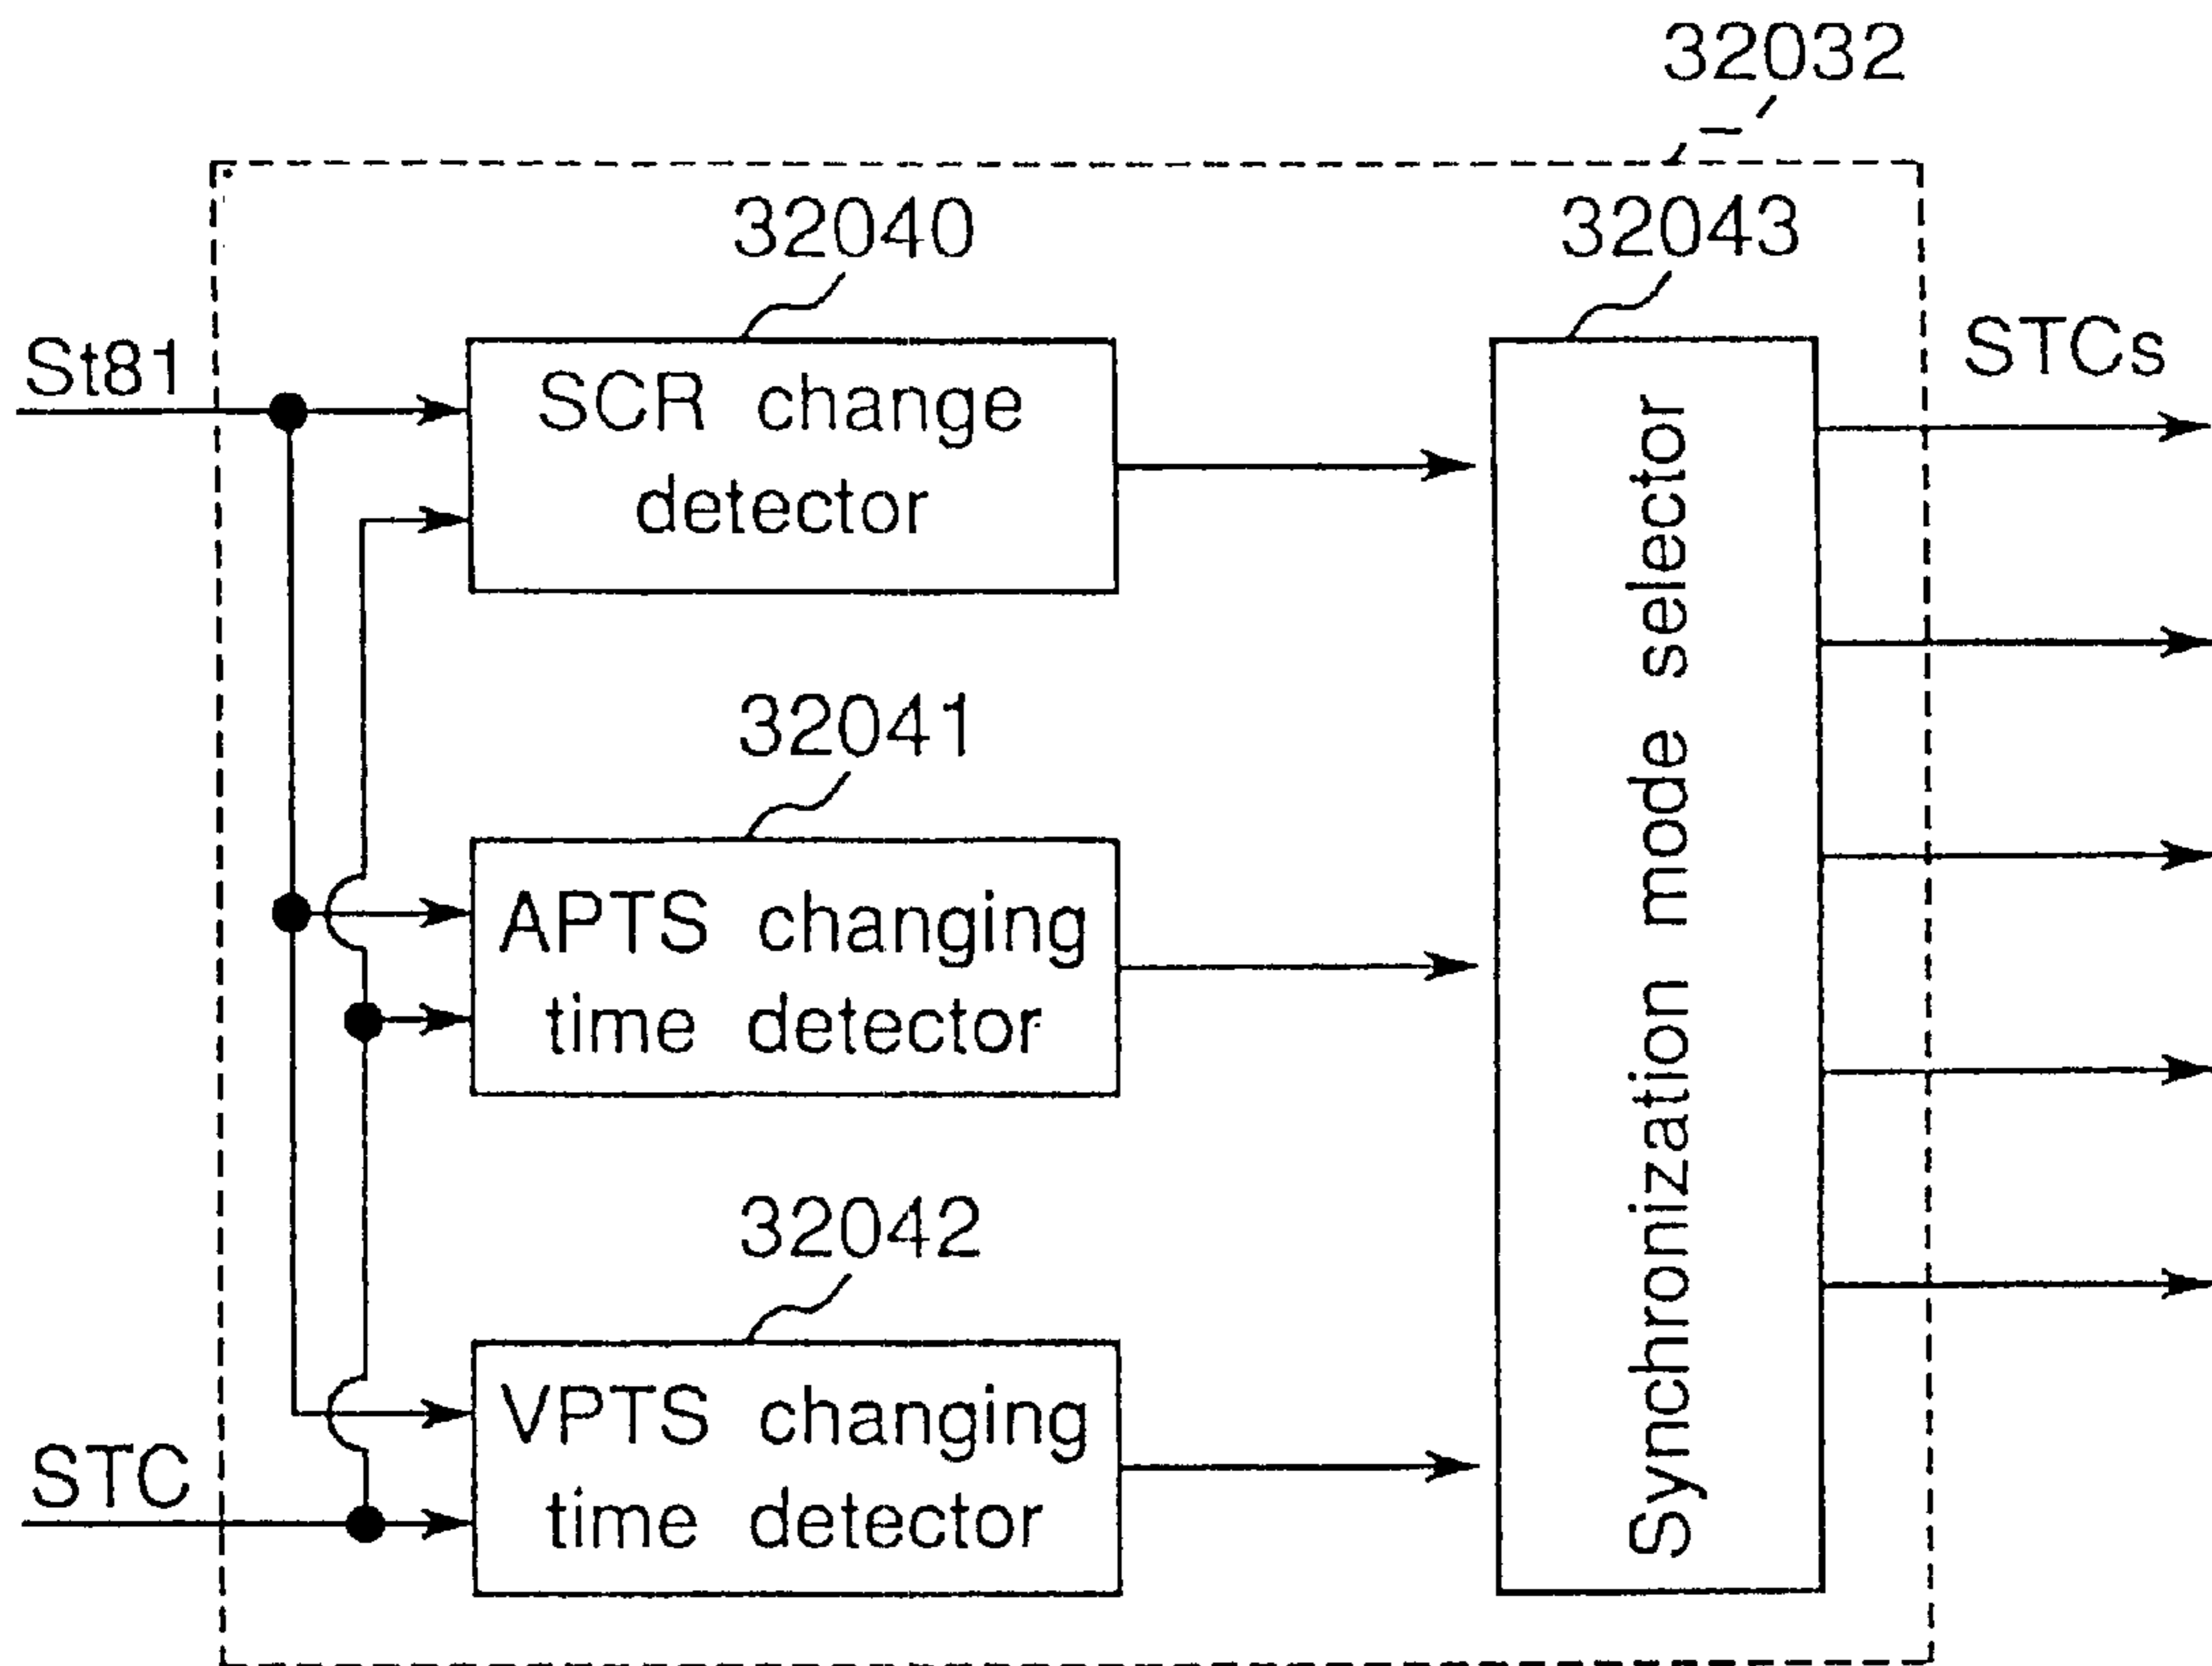 32032
32040
32043
St81
SCR change
detector
STCs
Synchronization mode selector
32041
APTS changing
time detector
32042
VPTS changing
time detector
STC